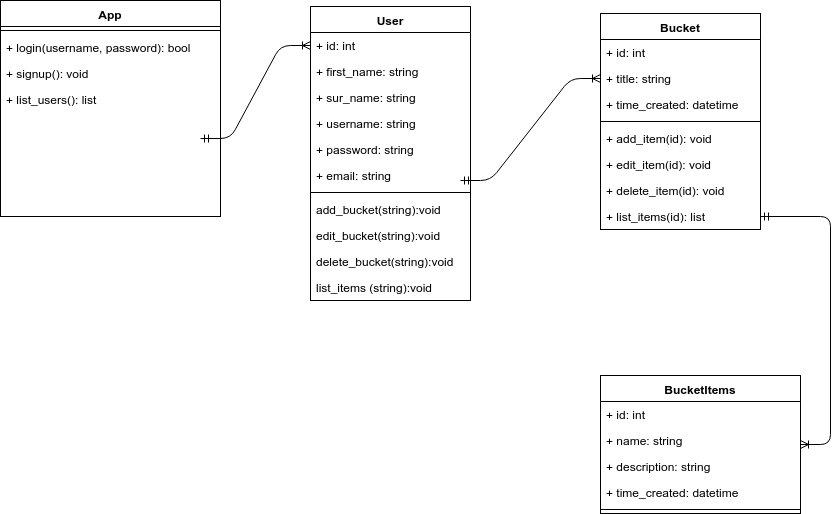 App
+ login(username, password): bool
+ signup(): void
+ list_users(): list
User
+ id: int
+ first_name: string
+ sur_name: string
+ username: string
+ password: string
+ email: string
add_bucket(string):void
edit_bucket(string):void
delete_bucket(string):void
list_items (string):void
Bucket
+ id: int
+ title: string
+ time_created: datetime
+ add_item(id): void
+ edit_item(id): void
+ delete_item(id): void
+ list_items(id): list
BucketItems
+ id: int
+ name: string
+ description: string
+ time_created: datetime